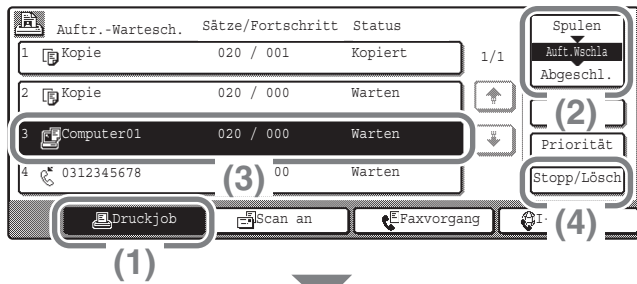 Auftr.-Wartesch. Sätze/Fortschritt Status
1 Kopie 020 / 001 Kopiert
2 Kopie 020 / 000 Warten
3 Computer01 020 / 000 Warten
4 0312345678 00 Warten
(3)
1/1
Spulen
Auft.Wschla
Abgeschl.
(2)
Priorität
Stopp/Lösch
(4)
Druckjob Scan an Faxvorgang I-
(1)